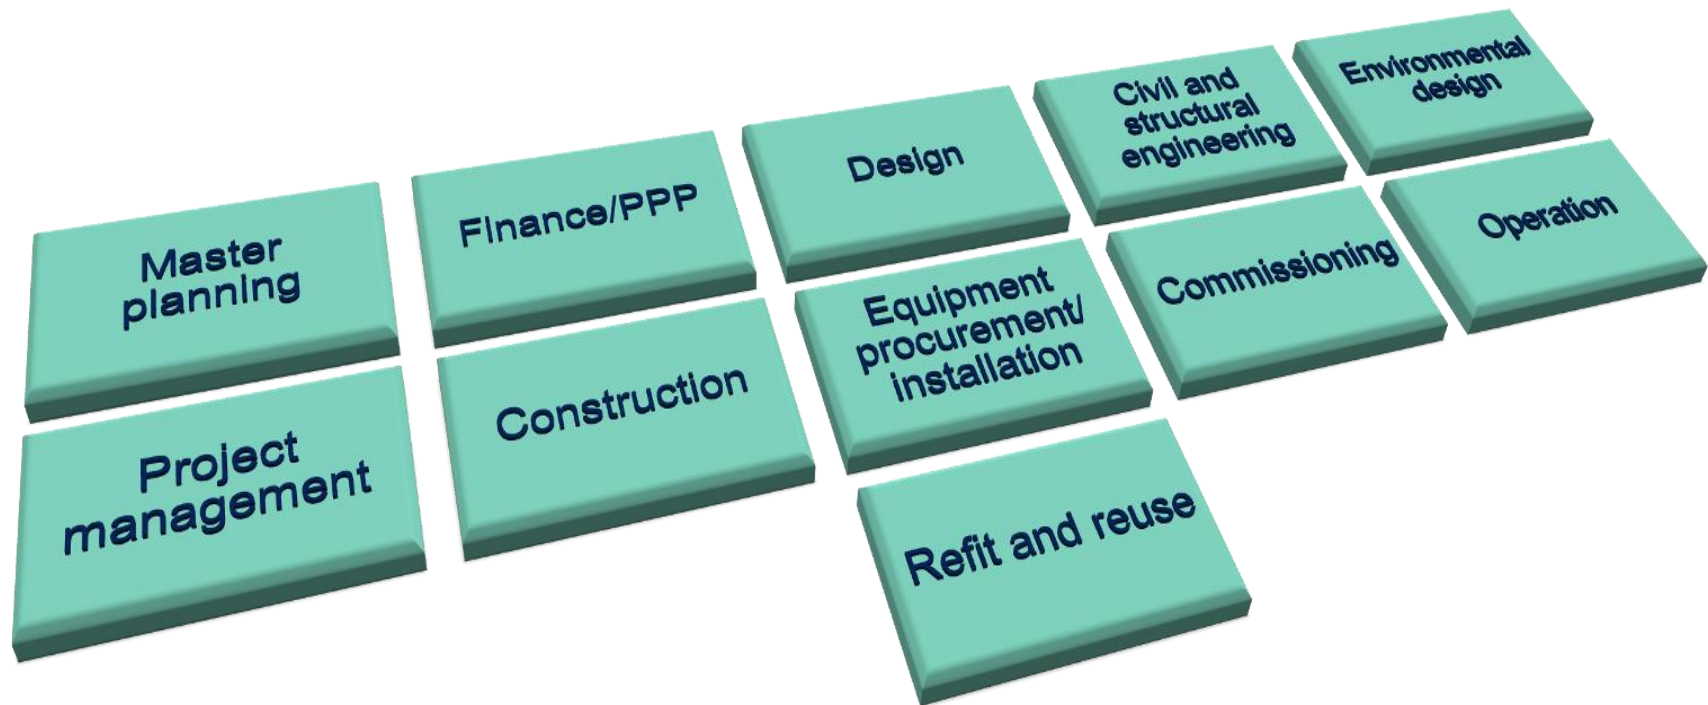 Master
planning
Finance/PPP
Design
Civil and
structural
engineering
Environmental
design
Project
management
Construction
Equipment
procurement/
installation
Commissioning
Operation
Refit and reuse